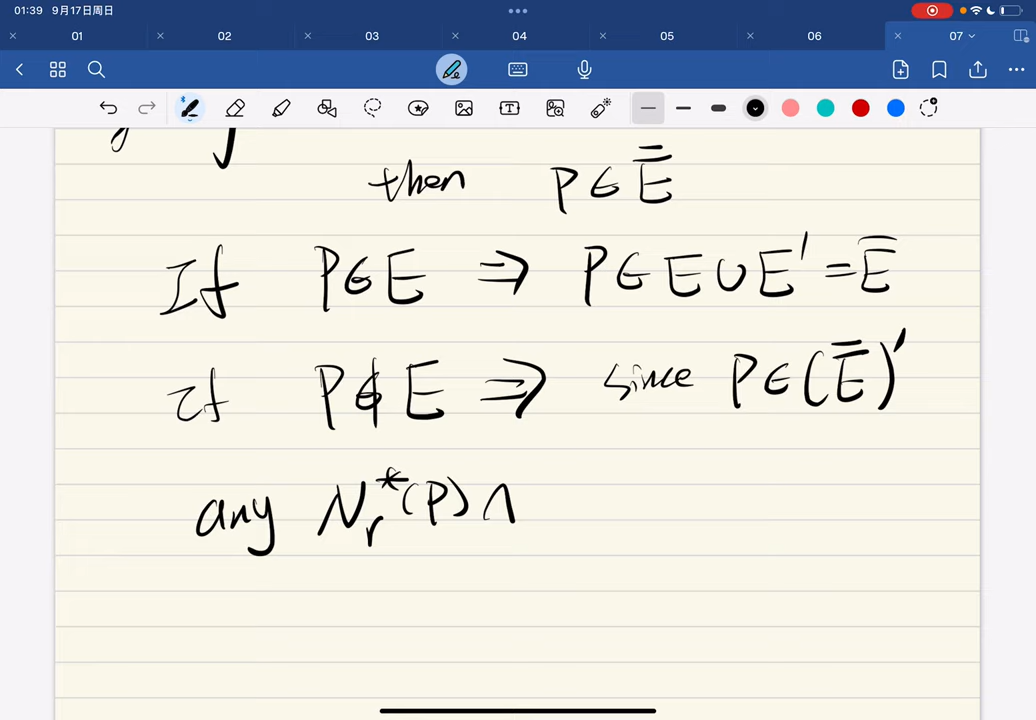 01:39 9月17日周日
01 02 03 04 05 06 07
then P∈E̿
If P∈E ⇒ P∈E∪E' = E̅
If P∉E ⇒ since P∈(E̿)'
any N_r^*(P)∩